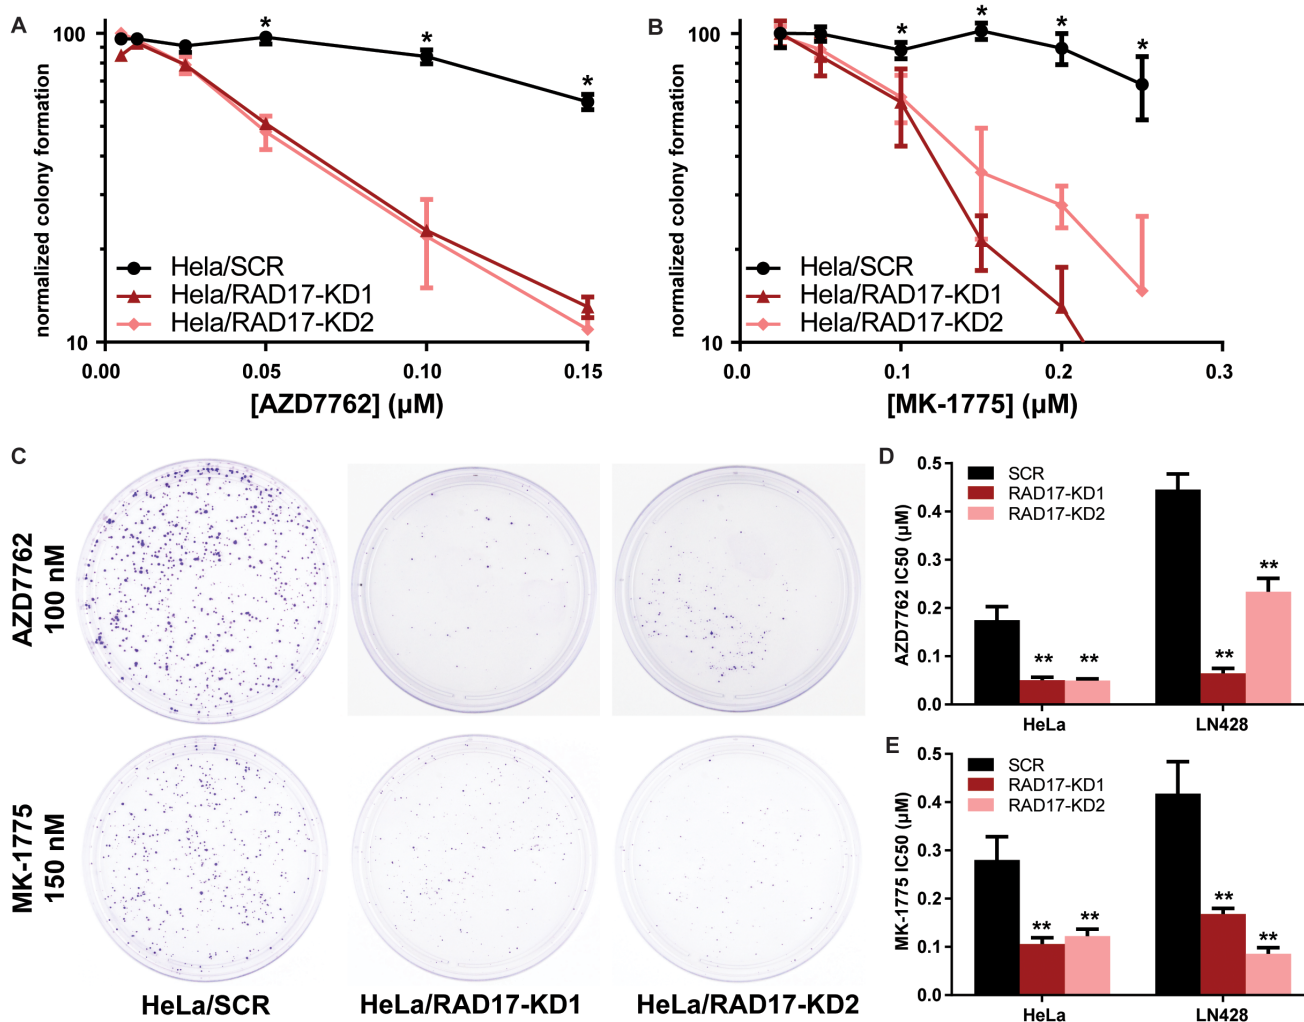 A
100
10
normalized colony formation
* * *
Hela/SCR
Hela/RAD17-KD1
Hela/RAD17-KD2
0.00 0.05 0.10 0.15
[AZD7762] (µM)
B
100
10
normalized colony formation
* * * *
Hela/SCR
Hela/RAD17-KD1
Hela/RAD17-KD2
0.0 0.1 0.2 0.3
[MK-1775] (µM)
C
AZD7762
100 nM
MK-1775
150 nM
HeLa/SCR HeLa/RAD17-KD1 HeLa/RAD17-KD2
D
AZD7762 IC50 (µM)
0.5
0.4
0.3
0.2
0.1
0.0
SCR
RAD17-KD1
RAD17-KD2
** ** ** **
HeLa LN428
E
MK-1775 IC50 (µM)
0.5
0.4
0.3
0.2
0.1
0.0
SCR
RAD17-KD1
RAD17-KD2
** ** ** **
HeLa LN428